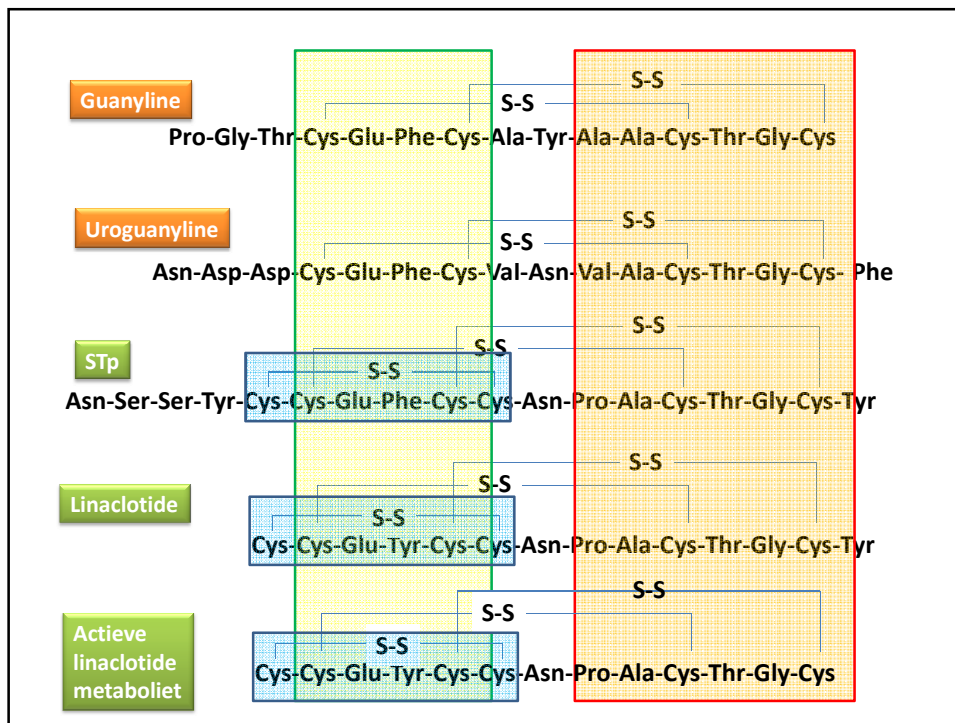 S-S
Guanyline
S-S
Pro-Gly-Thr-Cys-Glu-Phe-Cys-Ala-Tyr-Ala-Ala-Cys-Thr-Gly-Cys
S-S
Uroguanyline
S-S
Asn-Asp-Asp-Cys-Glu-Phe-Cys-Val-Asn-Val-Ala-Cys-Thr-Gly-Cys- Phe
S-S
STp
S-S
S-S
Asn-Ser-Ser-Tyr-Cys-Cys-Glu-Phe-Cys-Cys-Asn-Pro-Ala-Cys-Thr-Gly-Cys-Tyr
S-S
Linaclotide
S-S
S-S
Cys-Cys-Glu-Tyr-Cys-Cys-Asn-Pro-Ala-Cys-Thr-Gly-Cys-Tyr
S-S
S-S
Actieve
linaclotide
metaboliet
S-S
Cys-Cys-Glu-Tyr-Cys-Cys-Asn-Pro-Ala-Cys-Thr-Gly-Cys